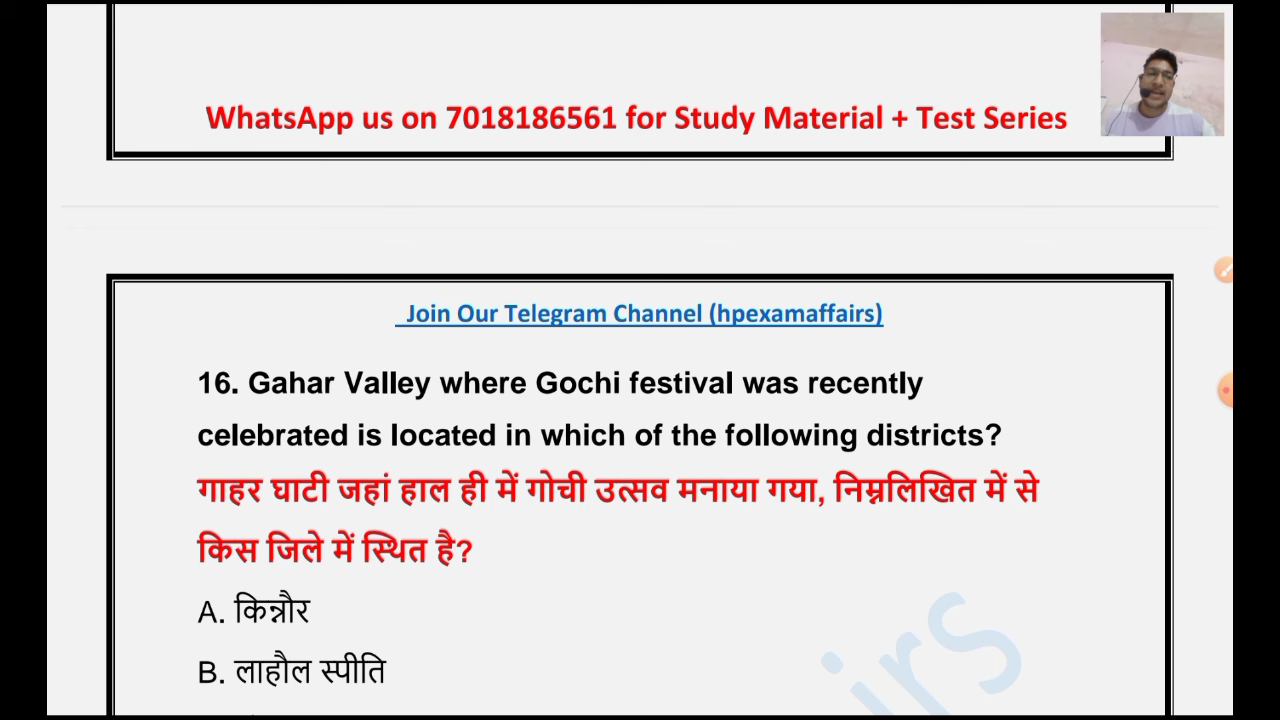 WhatsApp us on 7018186561 for Study Material + Test Series
Join Our Telegram Channel (hpexamaffairs)
16. Gahar Valley where Gochi festival was recently
celebrated is located in which of the following districts?
गाहर घाटी जहां हाल ही में गोची उत्सव मनाया गया, निम्नलिखित में से
किस जिले में स्थित है?
A. किन्नौर
B. लाहौल स्पीति
irs